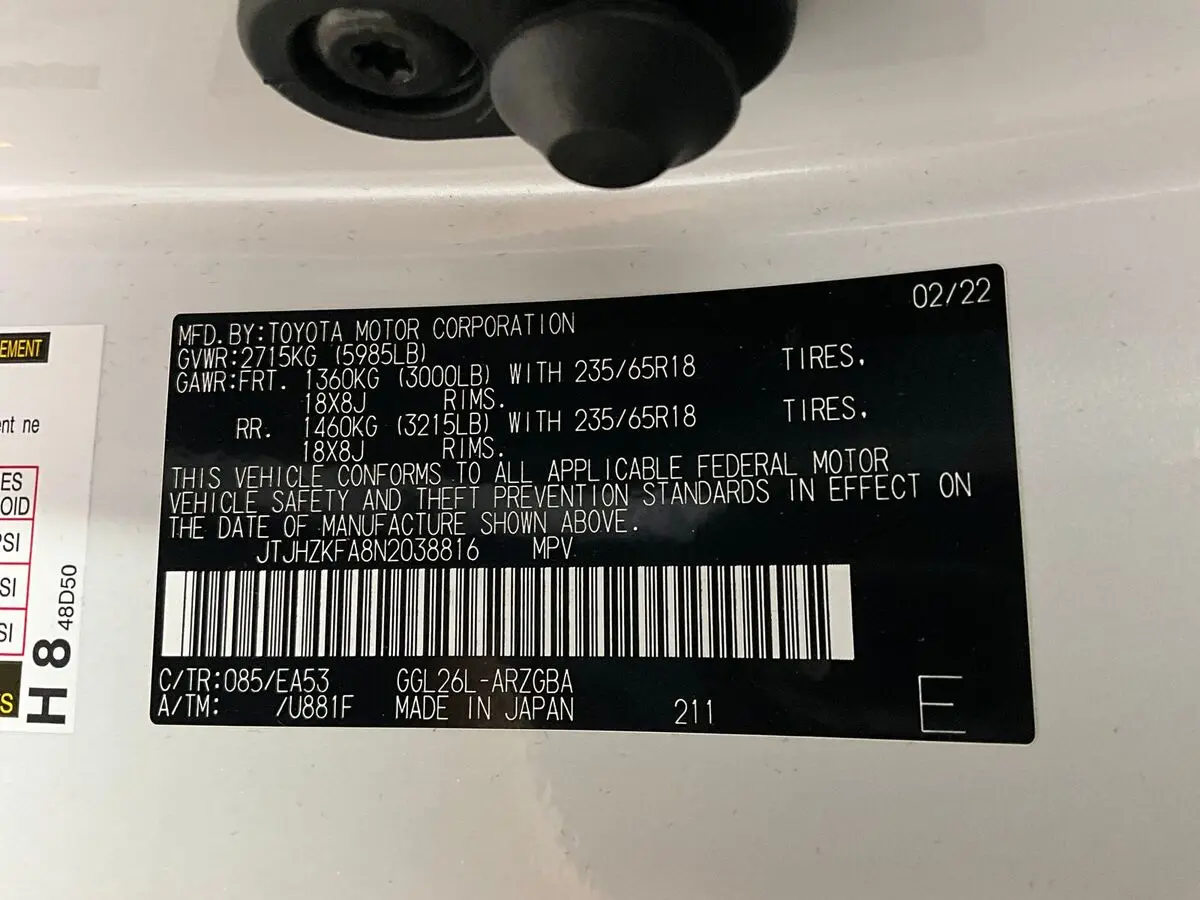 02/22
MFD. BY: TOYOTA MOTOR CORPORATION
GVWR: 2715KG (5985LB)
GAWR: FRT. 1360KG (3000LB) WITH 235/65R18 TIRES,
18X8J RIMS.
RR. 1460KG (3215LB) WITH 235/65R18 TIRES,
18X8J RIMS.
THIS VEHICLE CONFORMS TO ALL APPLICABLE FEDERAL MOTOR
VEHICLE SAFETY AND THEFT PREVENTION STANDARDS IN EFFECT ON
THE DATE OF MANUFACTURE SHOWN ABOVE.
JTJHZKFA8N2038816 MPV
C/TR: 085/EA53 GGL26L-ARZGBA
A/TM: /U881F MADE IN JAPAN 211
E
EMENT
ent ne
ES
OID
PSI
SI
SI
S
H 8 48D50